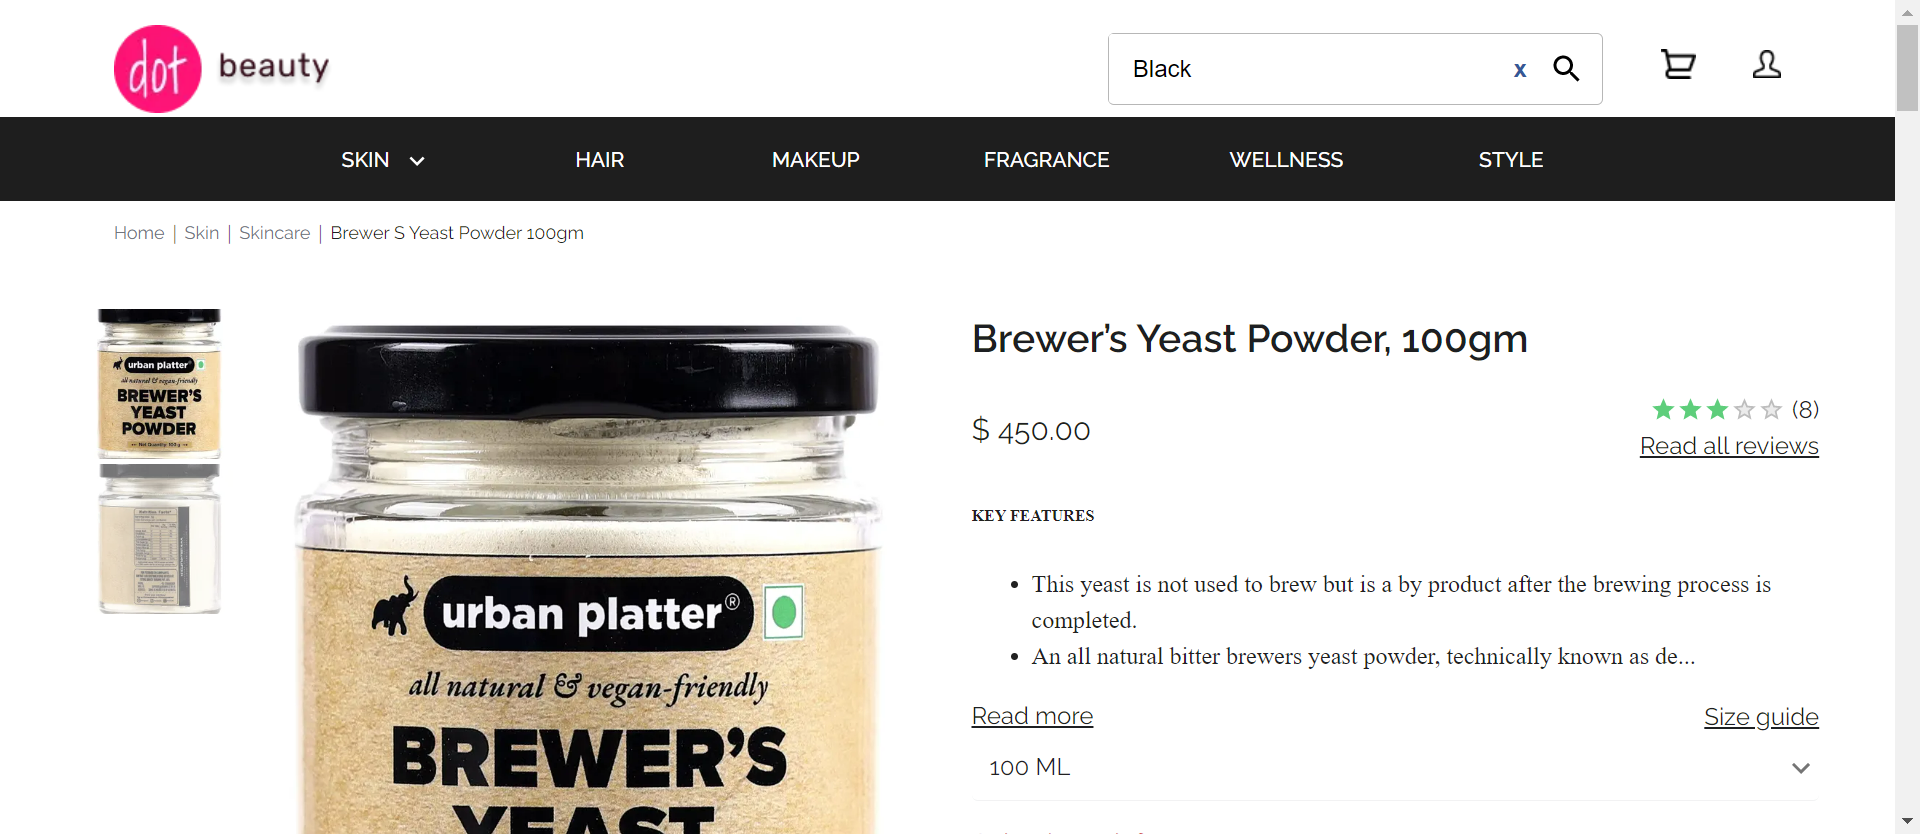 dot beauty
Black
x
SKIN
HAIR
MAKEUP
FRAGRANCE
WELLNESS
STYLE
Home | Skin | Skincare | Brewer S Yeast Powder 100gm
urban platter
all natural & vegan-friendly
BREWER'S
YEAST
POWDER
Net Quantity: 100 g
urban platter®
all natural & vegan-friendly
BREWER'S
YEAST
Brewer’s Yeast Powder, 100gm
$ 450.00
(8)
Read all reviews
KEY FEATURES
• This yeast is not used to brew but is a by product after the brewing process is
completed.
• An all natural bitter brewers yeast powder, technically known as de...
Read more
Size guide
100 ML